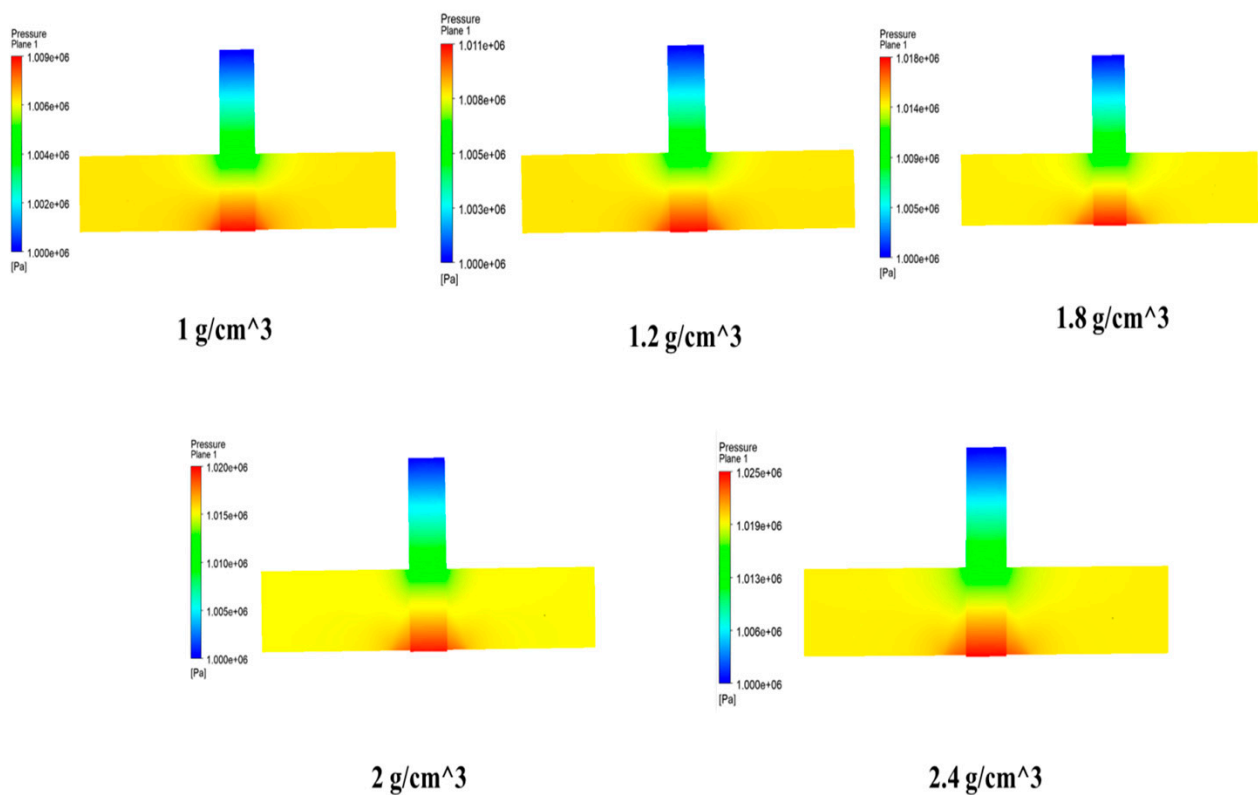 Pressure
Plane 1
1.009e+06
1.006e+06
1.004e+06
1.002e+06
1.000e+06
[Pa]
1 g/cm^3
Pressure
Plane 1
1.011e+06
1.008e+06
1.005e+06
1.003e+06
1.000e+06
[Pa]
1.2 g/cm^3
Pressure
Plane 1
1.018e+06
1.014e+06
1.009e+06
1.005e+06
1.000e+06
[Pa]
1.8 g/cm^3
Pressure
Plane 1
1.020e+06
1.015e+06
1.010e+06
1.005e+06
1.000e+06
[Pa]
2 g/cm^3
Pressure
Plane 1
1.025e+06
1.019e+06
1.013e+06
1.006e+06
1.000e+06
[Pa]
2.4 g/cm^3